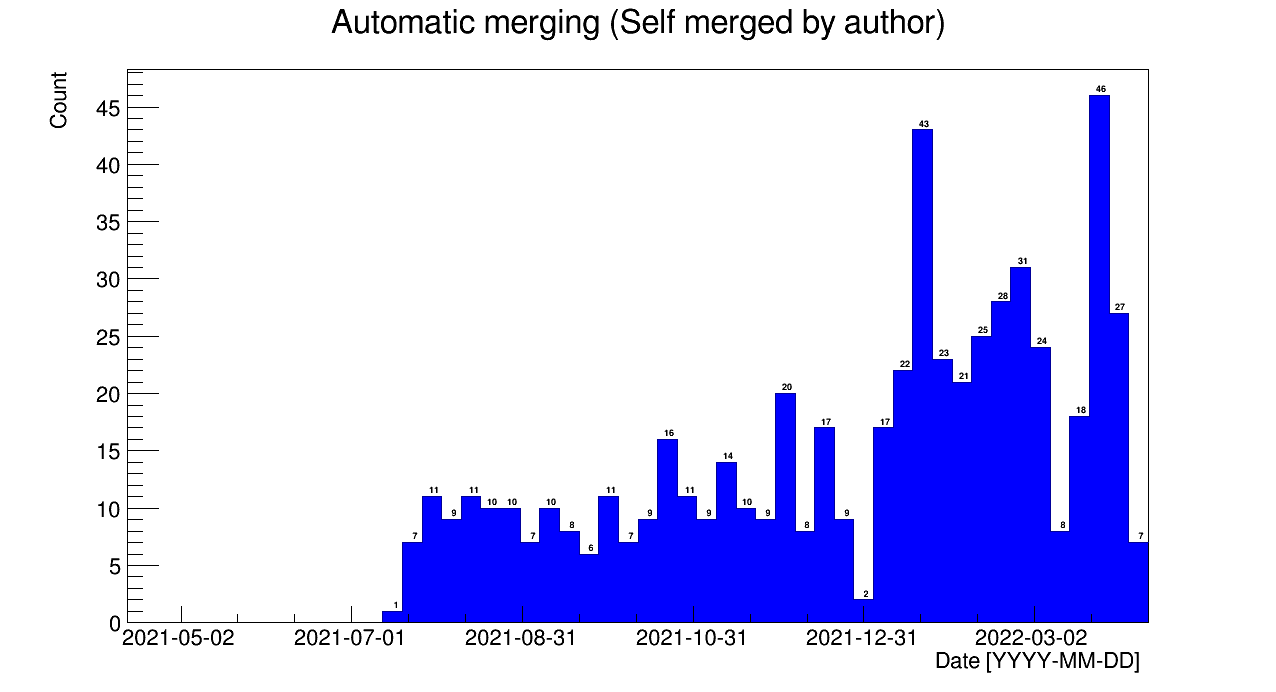 Automatic merging (Self merged by author)
Count
45
40
35
30
25
20
15
10
5
0
1 7 11 9 11 10 10 7 10 8 6 11 7 9 16 11 9 14 10 9 20 8 17 9 2 17 22 43 23 21 25 28 31 24 8 18 46 27 7
2021-05-02 2021-07-01 2021-08-31 2021-10-31 2021-12-31 2022-03-02
Date [YYYY-MM-DD]